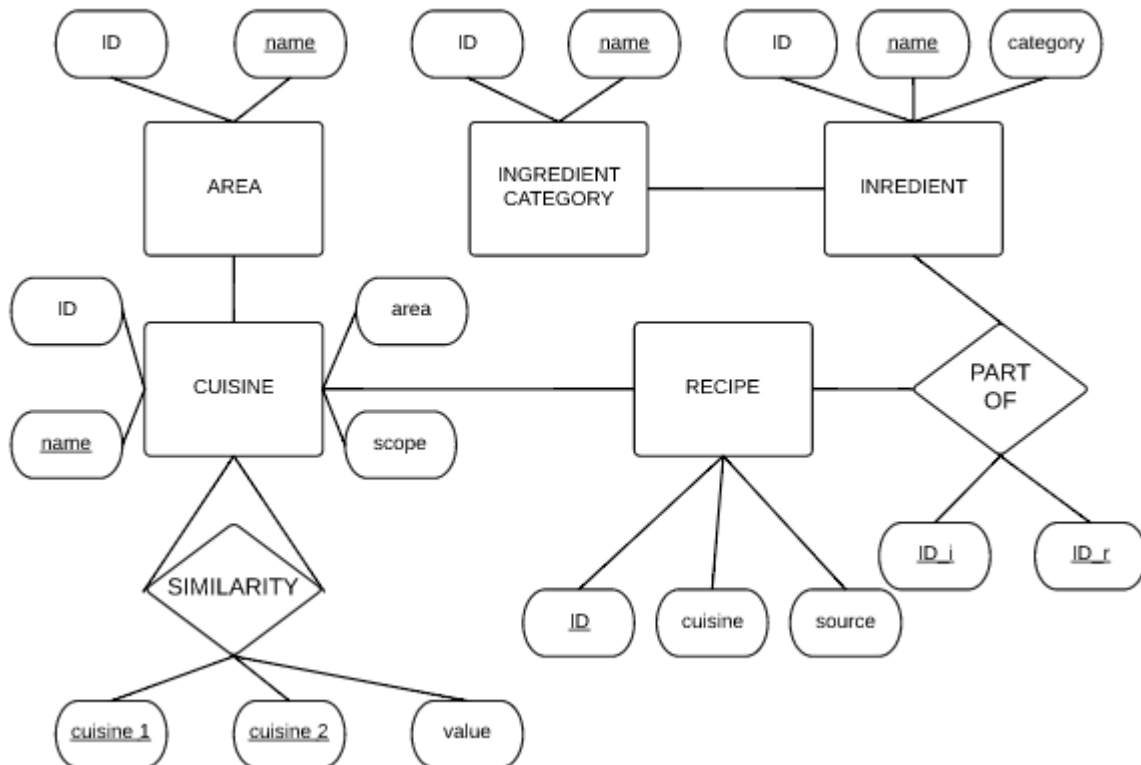 ID
name
ID
name
ID
name
category
AREA
INGREDIENT
CATEGORY
INREDIENT
ID
area
CUISINE
RECIPE
PART
OF
name
scope
ID_i
ID_r
SIMILARITY
ID
cuisine
source
cuisine 1
cuisine 2
value